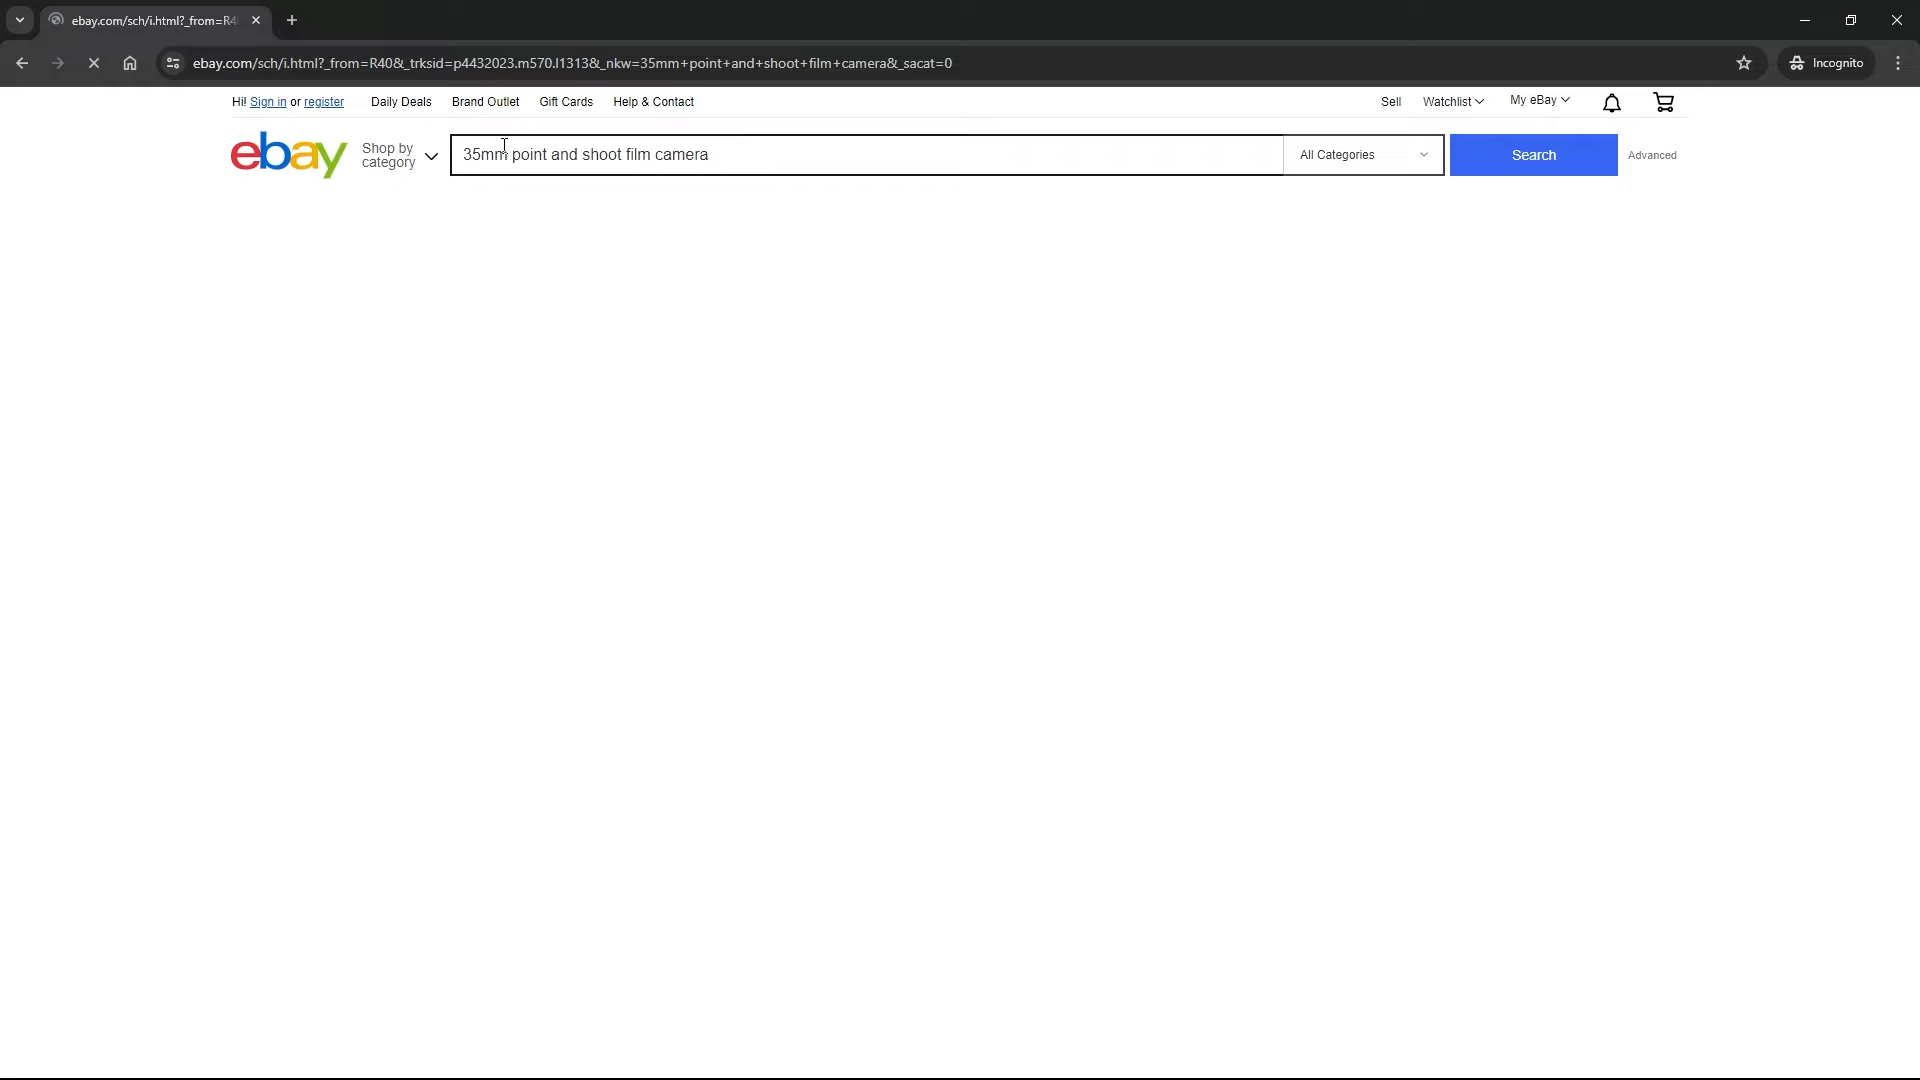 ebay.com/sch/i.html?_from=R4
ebay.com/sch/i.html?_from=R40&_trksid=p4432023.m570.l1313&_nkw=35mm+point+and+shoot+film+camera&_sacat=0
Incognito
Hi! Sign in or register
Daily Deals
Brand Outlet
Gift Cards
Help & Contact
Sell
Watchlist
My eBay
ebay
Shop by
category
35mm point and shoot film camera
All Categories
Search
Advanced